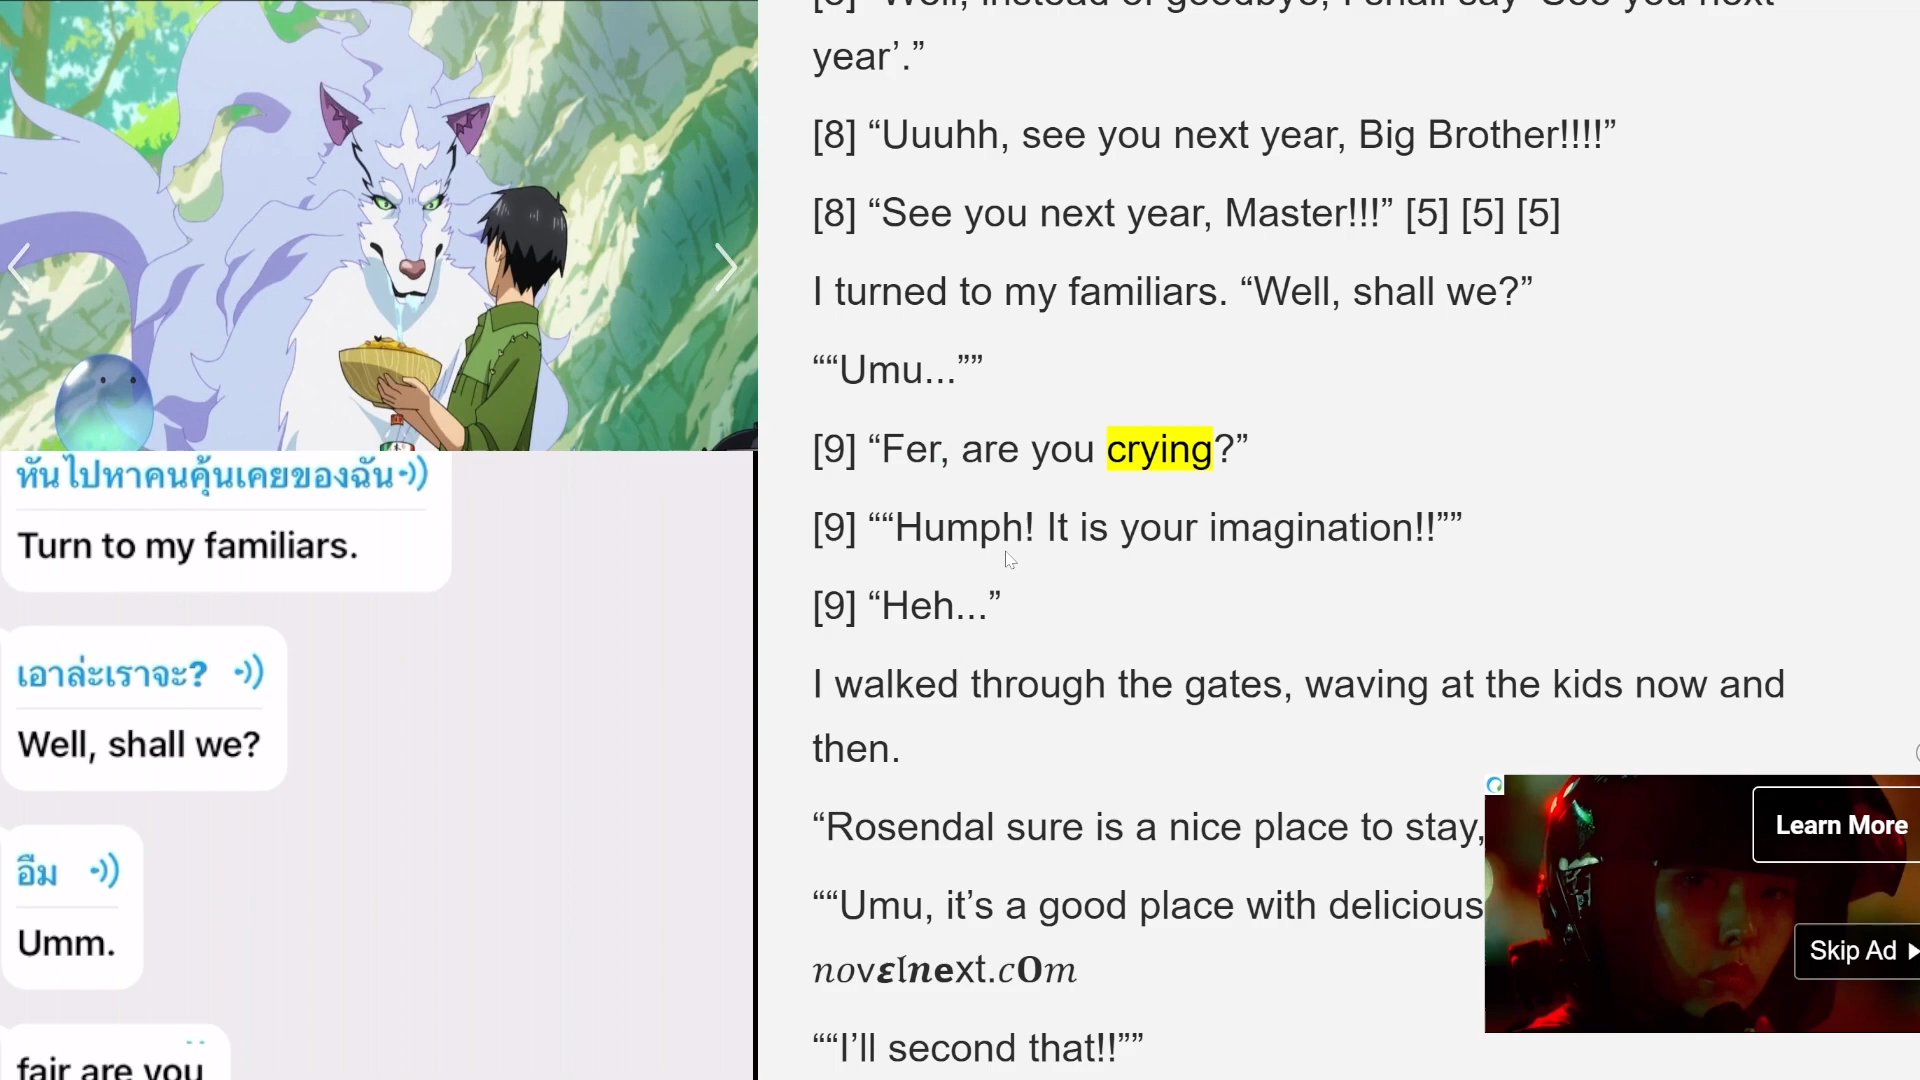 หันไปหาคนคุ้นเคยของฉัน
Turn to my familiars.
เอาล่ะเราจะ?
Well, shall we?
อืม
Umm.
fair are you
year’.”
[8] “Uuuhh, see you next year, Big Brother!!!!”
[8] “See you next year, Master!!!” [5] [5] [5]
I turned to my familiars. “Well, shall we?”
““Umu...””
[9] “Fer, are you crying?”
[9] ““Humph! It is your imagination!!””
[9] “Heh...”
I walked through the gates, waving at the kids now and
then.
“Rosendal sure is a nice place to stay,
““Umu, it’s a good place with delicious
novɛlnext.cOm
““I’ll second that!!””
Learn More
Skip Ad